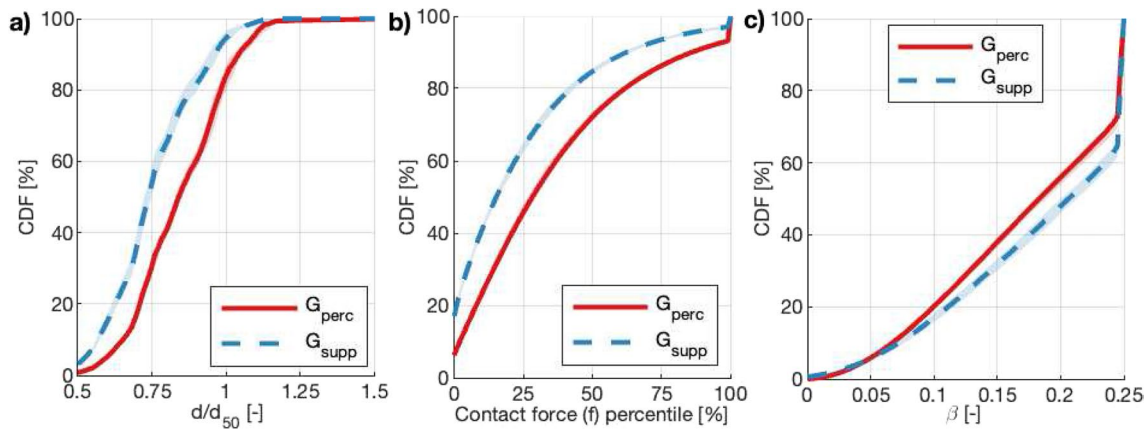 a)
CDF [%]
100
80
60
40
20
0
0.5
0.75
1
1.25
1.5
d/d50 [-]
Gperc
Gsupp
b)
CDF [%]
100
80
60
40
20
0
0
25
50
75
100
Contact force (f) percentile [%]
Gperc
Gsupp
c)
CDF [%]
100
80
60
40
20
0
0
0.05
0.1
0.15
0.2
0.25
β [-]
Gperc
Gsupp